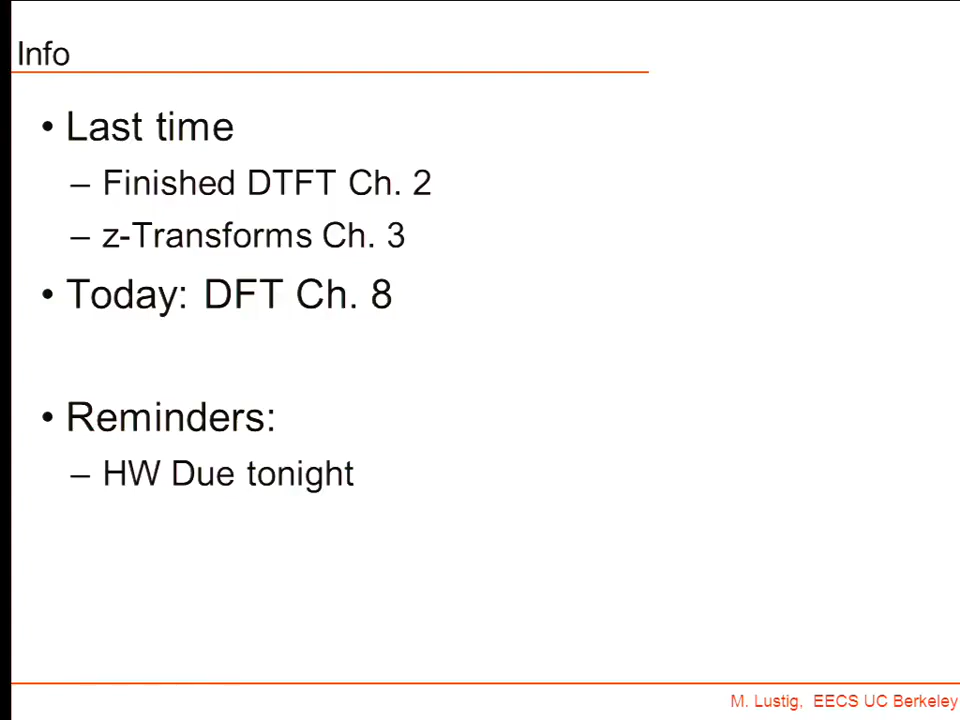 Info
• Last time
– Finished DTFT Ch. 2
– z-Transforms Ch. 3
• Today: DFT Ch. 8
• Reminders:
– HW Due tonight
M. Lustig, EECS UC Berkeley